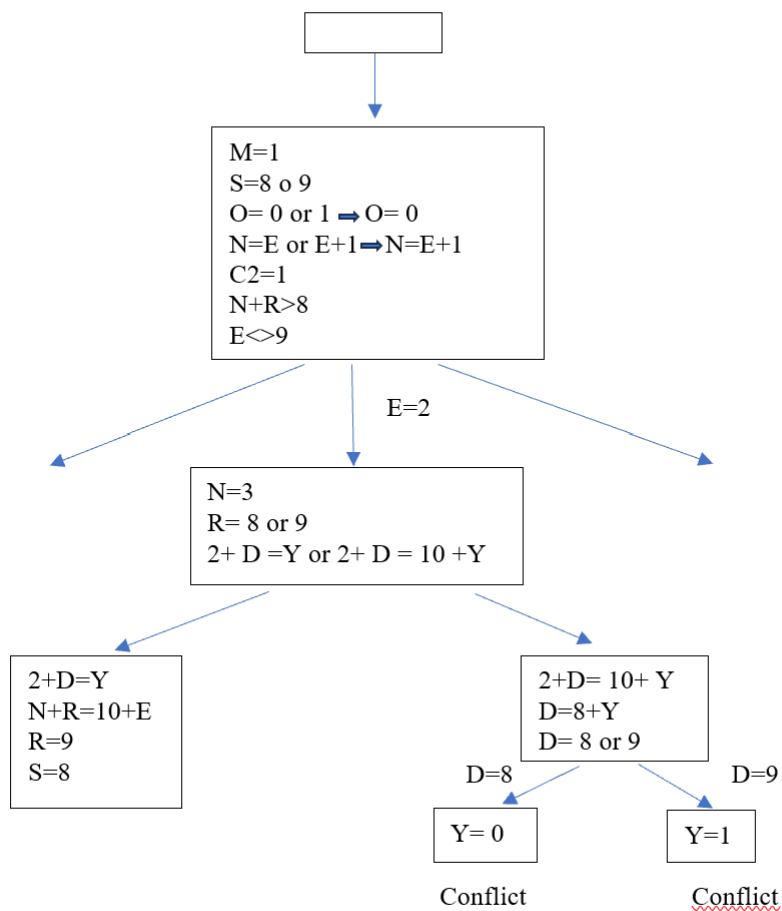 M=1
S=8 o 9
O= 0 or 1 ➡ O= 0
N=E or E+1➡N=E+1
C2=1
N+R>8
E<>9
E=2
N=3
R= 8 or 9
2+ D =Y or 2+ D = 10 +Y
2+D=Y
N+R=10+E
R=9
S=8
2+D= 10+ Y
D=8+Y
D= 8 or 9
D=8
D=9
Y= 0
Y=1
Conflict
Conflict